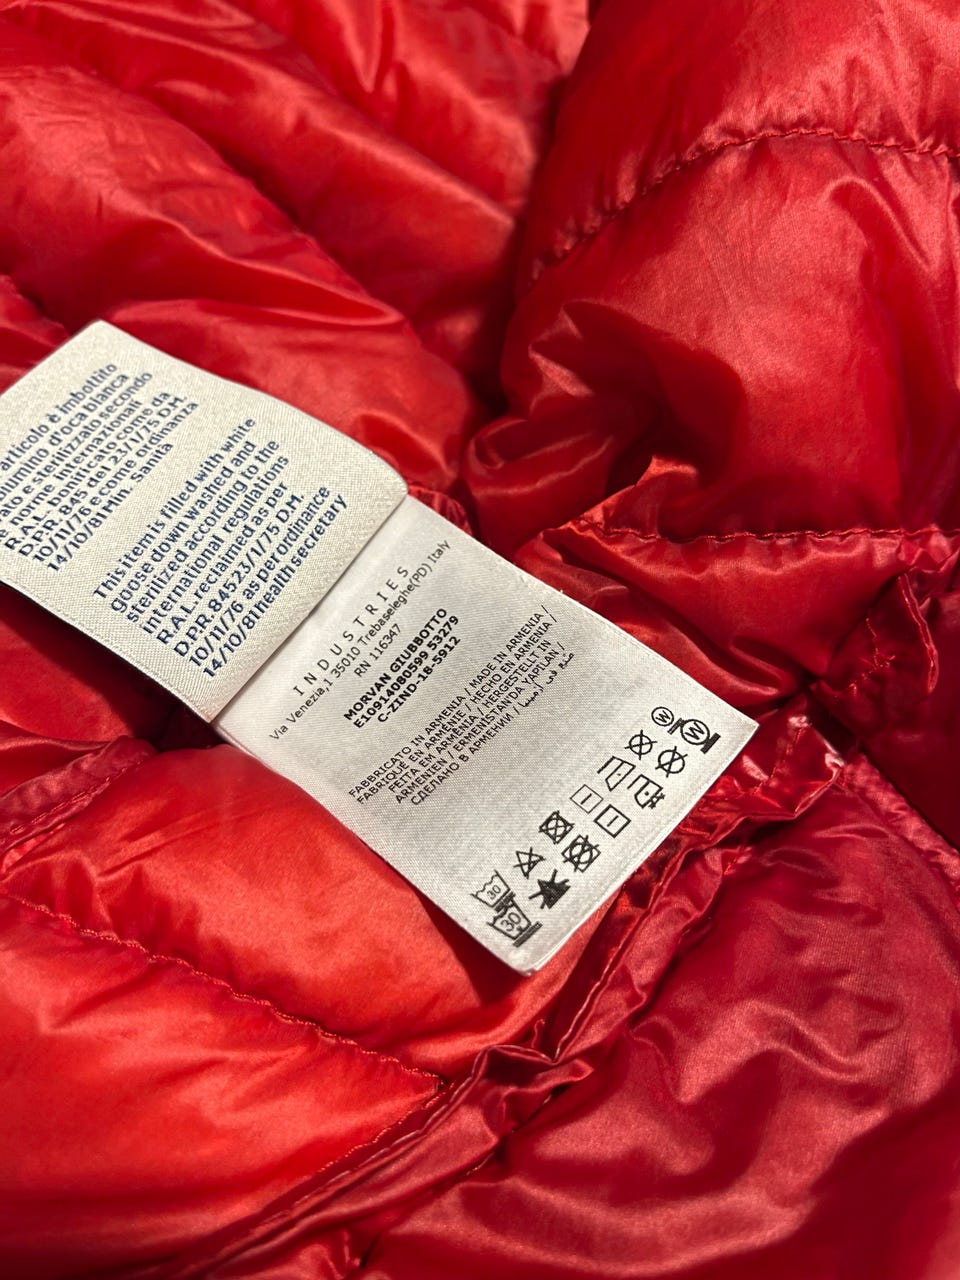 articolo è imbottito
piumino d'oca bianca
lavato e sterilizzato secondo
norme internazionali
R.A.L. bonificato come da
D.P.R. 845 del 23/1/75 D.M.
10/11/76 e come ordinanza
14/10/81 Min. Sanità
This item is filled with white
goose down washed and
sterilized according to the
international regulations
R.A.L. reclaimed as per
D.P.R. 845 23/1/75 D.M.
10/11/76 as per ordinance
14/10/81 health secretary
INDUSTRIES
Via Venezia,1 35010 Trebaseleghe(PD) Italy
RN 116347
MORVAN GIUBBOTTO
E10914080599 53279
C-ZIND-18-5912
FABBRICATO IN ARMENIA / MADE IN ARMENIA /
FABRIQUÉ EN ARMÉNIE / HECHO EN ARMENIA /
FEITA EM ARMÊNIA / HERGESTELLT IN
ARMENIEN / ERMENISTAN'DA YAPILAN /
СДЕЛАНО В АРМЕНИИ / صنع في أرمينيا
W W
30
30